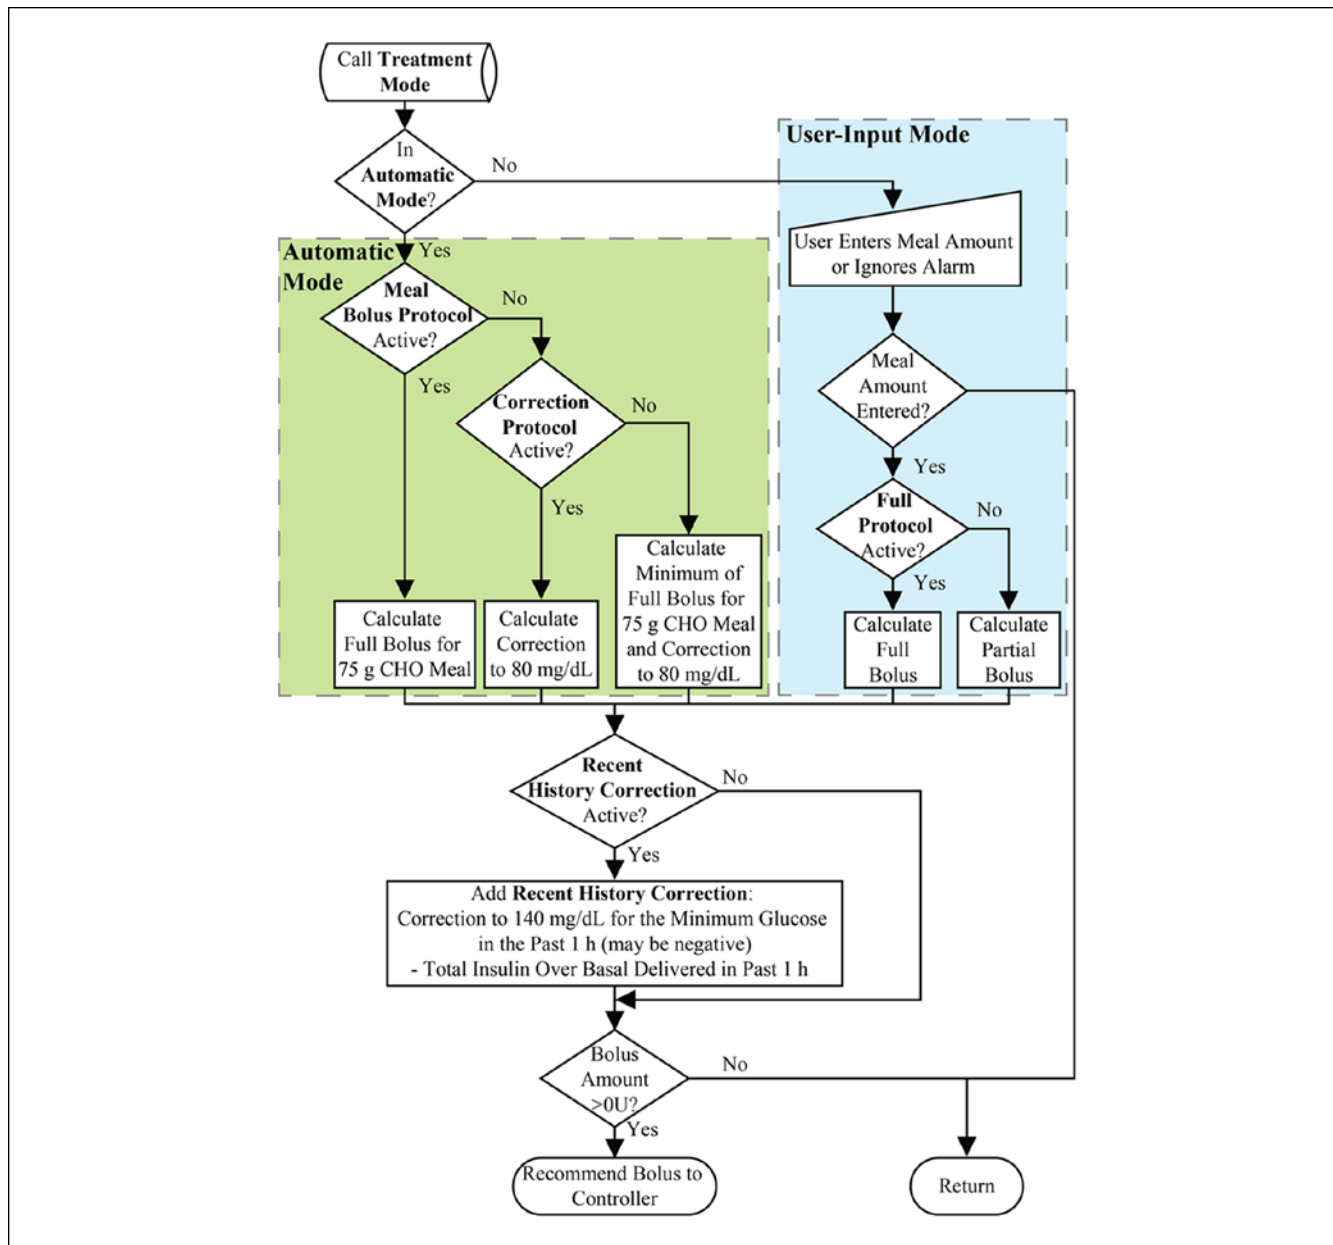 Call Treatment
Mode
In
Automatic
Mode?
No
Yes
User-Input Mode
User Enters Meal Amount
or Ignores Alarm
Meal
Amount
Entered?
Yes
Full
Protocol
Active?
No
Yes
Calculate
Full
Bolus
Calculate
Partial
Bolus
Automatic
Mode
Meal
Bolus Protocol
Active?
No
Yes
Correction
Protocol
Active?
No
Yes
Calculate
Full Bolus for
75 g CHO Meal
Calculate
Correction
to 80 mg/dL
Calculate
Minimum of
Full Bolus for
75 g CHO Meal
and Correction
to 80 mg/dL
Recent
History Correction
Active?
No
Yes
Add Recent History Correction:
Correction to 140 mg/dL for the Minimum Glucose
in the Past 1 h (may be negative)
- Total Insulin Over Basal Delivered in Past 1 h
Bolus
Amount
>0U?
No
Yes
Recommend Bolus to
Controller
Return